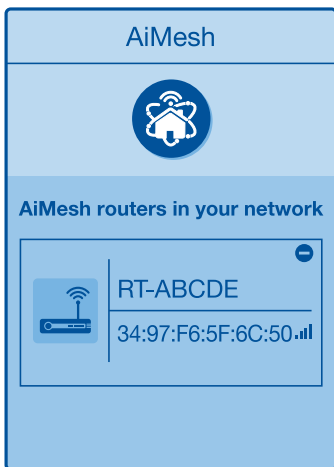 AiMesh
AiMesh routers in your network
RT-ABCDE
34:97:F6:5F:6C:50